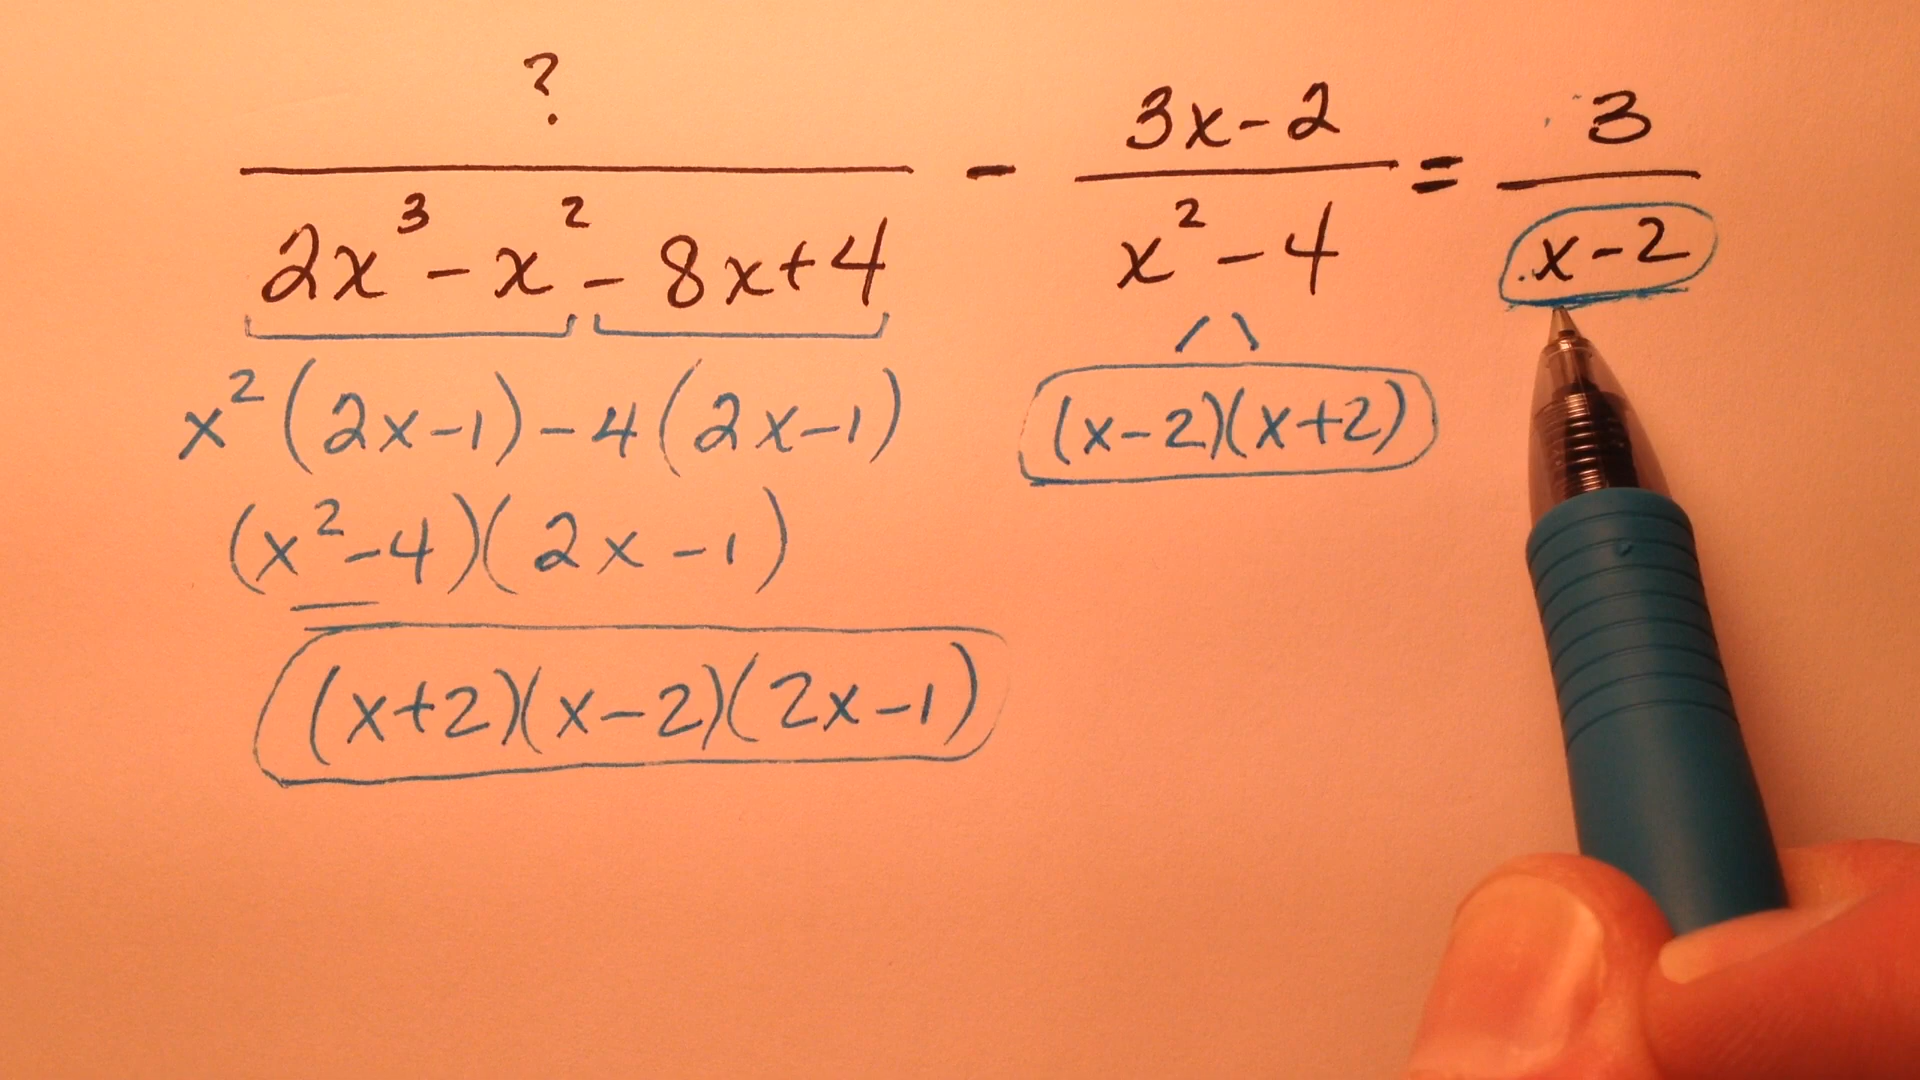 ?
3x-2
3
- =
2x³ - x² - 8x+4
x² - 4
x-2
x²(2x-1)-4(2x-1)
(x-2)(x+2)
(x²-4)(2x-1)
(x+2)(x-2)(2x-1)